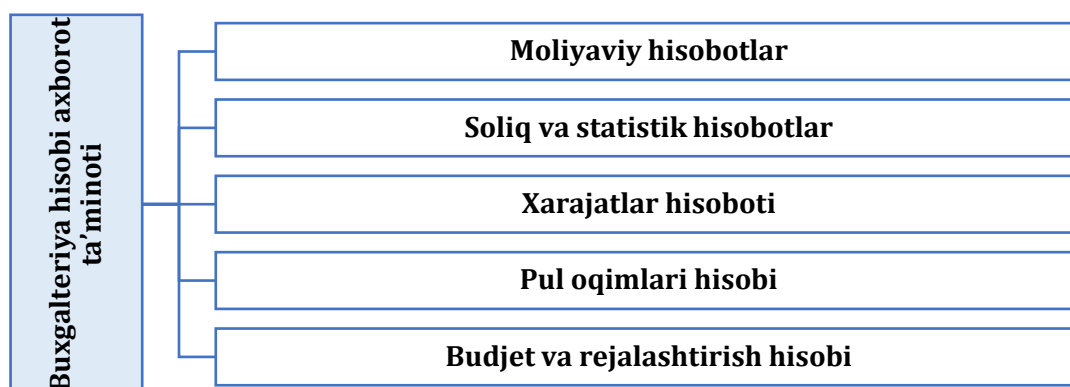 Buxgalteriya hisobi axborot
ta’minoti
Moliyaviy hisobotlar
Soliq va statistik hisobotlar
Xarajatlar hisoboti
Pul oqimlari hisobi
Budjet va rejalashtirish hisobi